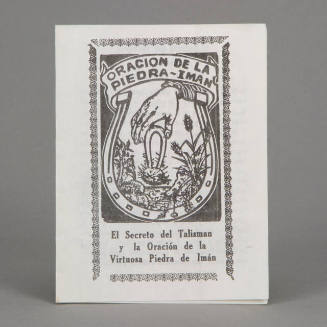 ORACION DE LA
PIEDRA-IMAN
El Secreto del Talisman
y la Oración de la
Virtuosa Piedra de Imán